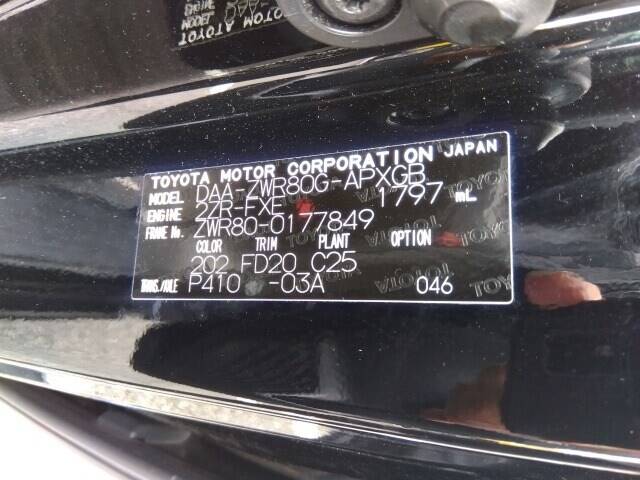 TOYOTA MOTOR CORPORATION JAPAN
MODEL DAA-ZWR80G-APXGB
ENGINE 2ZR-FXE 1797 mL
FRAME No. ZWR80-0177849
COLOR TRIM PLANT OPTION
202 FD20 C25
TRANS./AXLE P410 -03A 046